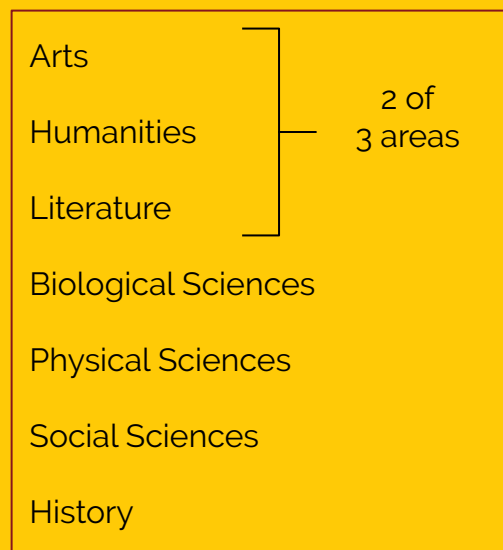 Arts
Humanities
Literature
2 of
3 areas
Biological Sciences
Physical Sciences
Social Sciences
History